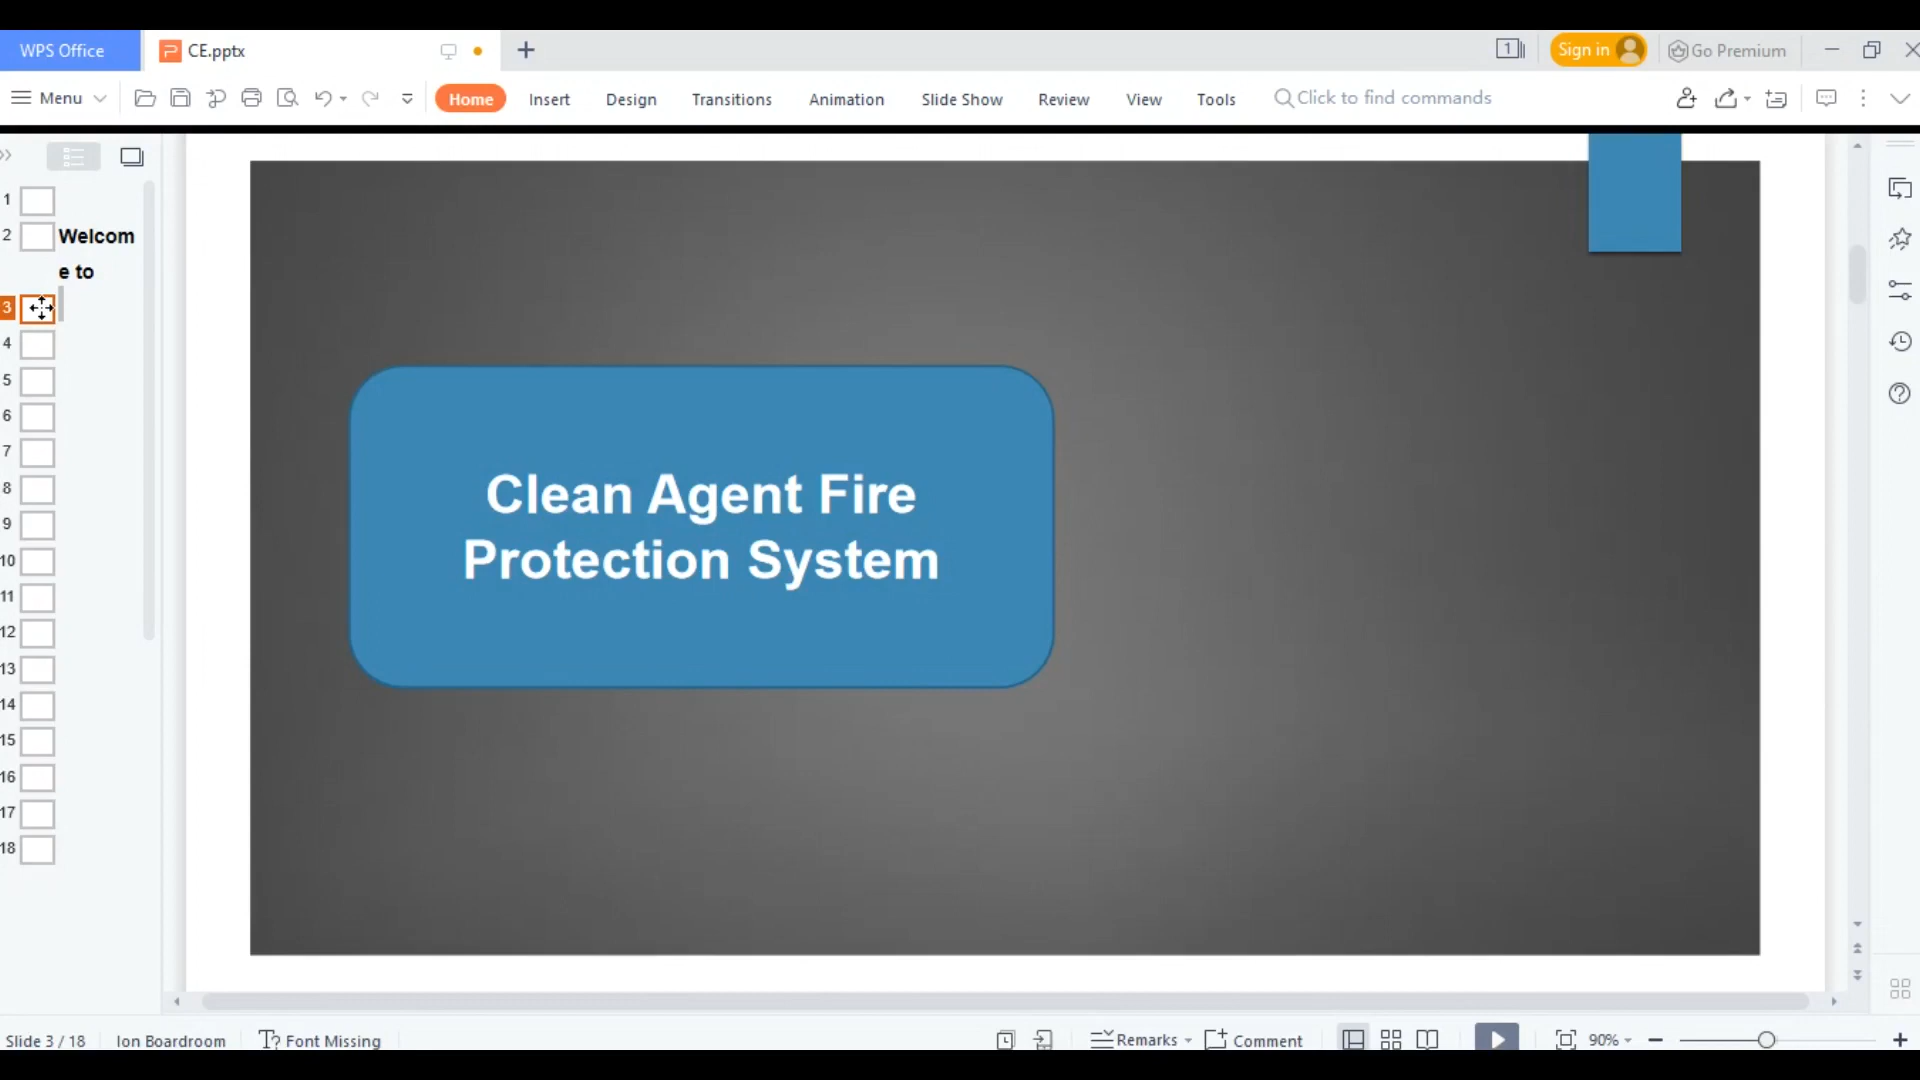 WPS Office
CE.pptx
1
Sign in
Go Premium
Menu
Home
Insert
Design
Transitions
Animation
Slide Show
Review
View
Tools
Click to find commands
1
2
Welcom
e to
3
4
5
6
7
8
9
10
11
12
13
14
15
16
17
18
Clean Agent Fire
Protection System
Slide 3 / 18
Ion Boardroom
T? Font Missing
Remarks
Comment
90%